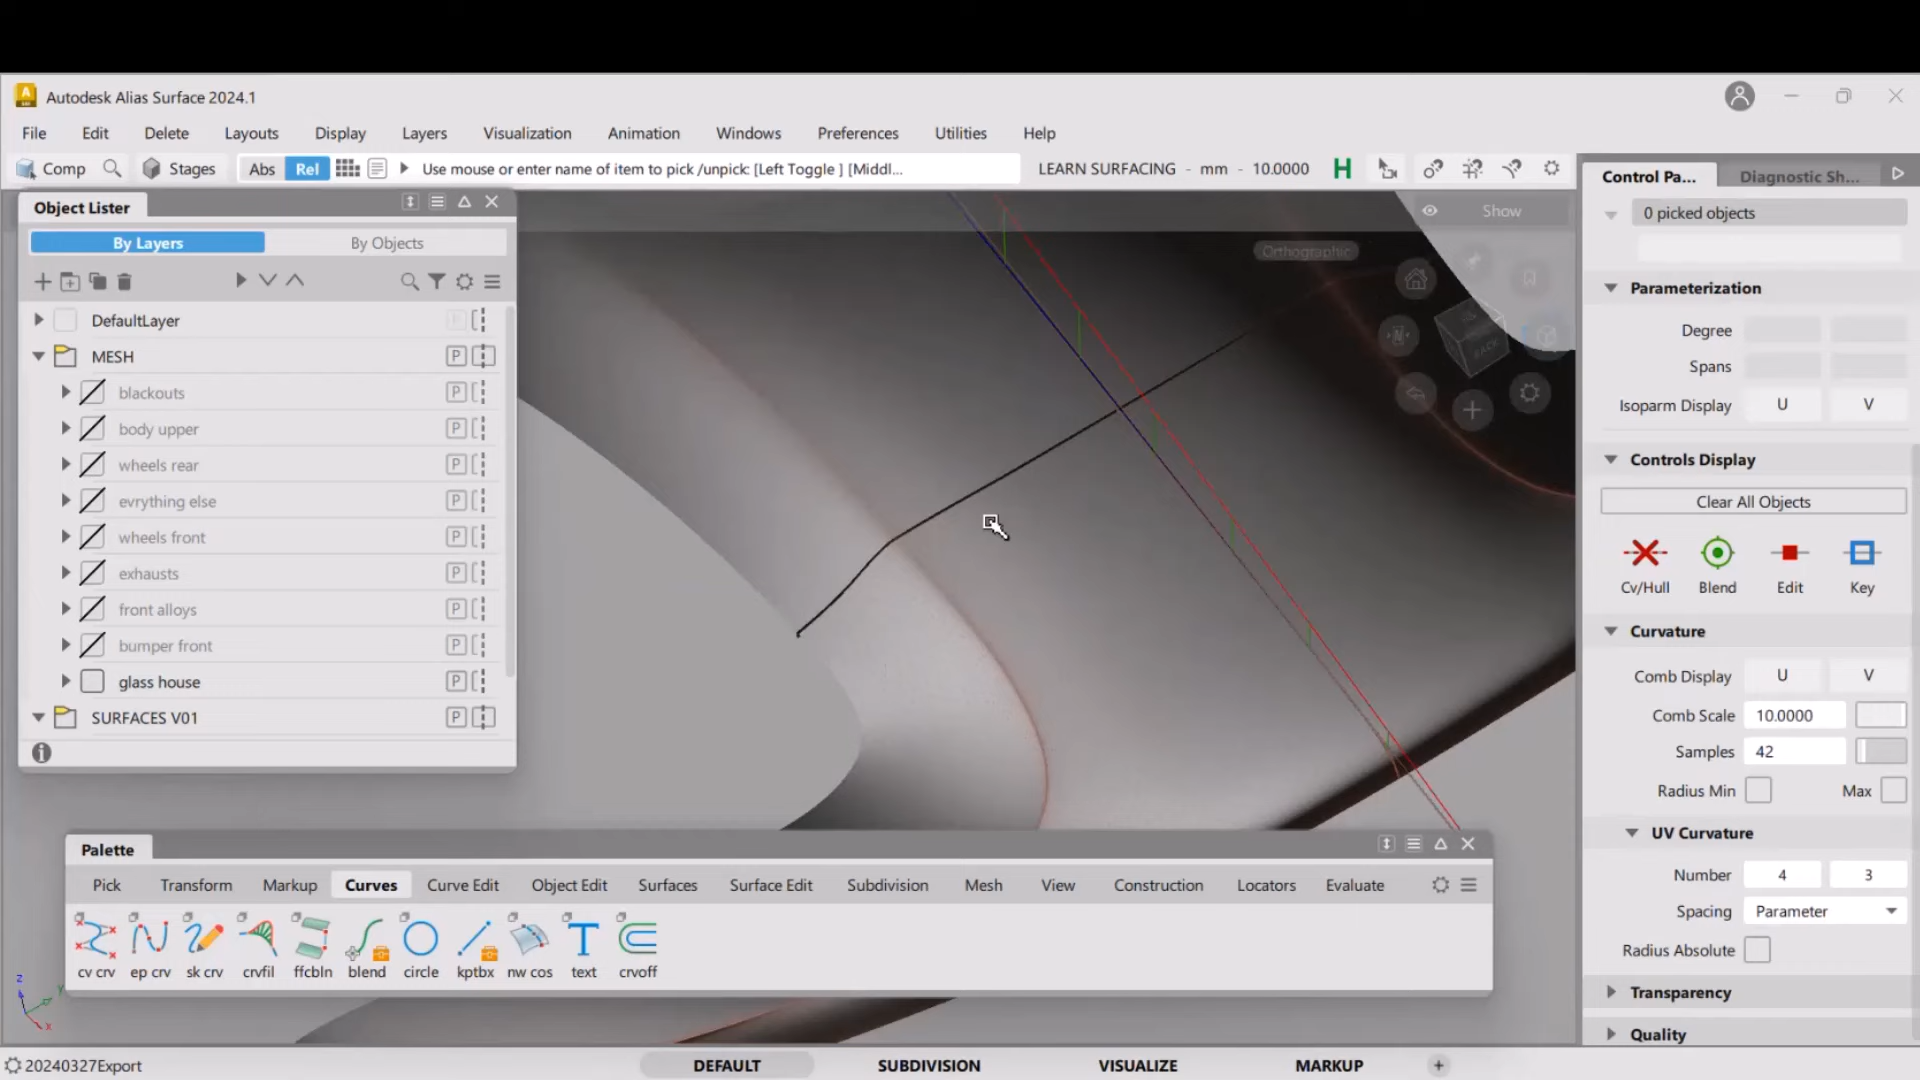 Autodesk Alias Surface 2024.1
File Edit Delete Layouts Display Layers Visualization Animation Windows Preferences Utilities Help
Comp Stages Abs Rel Use mouse or enter name of item to pick /unpick: [Left Toggle ] [Middl... LEARN SURFACING - mm - 10.0000 H
Control Pa... Diagnostic Sh...
Object Lister
By Layers By Objects
DefaultLayer
MESH P
blackouts P
body upper P
wheels rear P
evrything else P
wheels front P
exhausts P
front alloys P
bumper front P
glass house P
SURFACES V01 P
Show
Orthographic
BACK
0 picked objects
Parameterization
Degree
Spans
Isoparm Display U V
Controls Display
Clear All Objects
Cv/Hull Blend Edit Key
Curvature
Comb Display U V
Comb Scale 10.0000
Samples 42
Radius Min Max
UV Curvature
Number 4 3
Spacing Parameter
Radius Absolute
Transparency
Quality
Palette
Pick Transform Markup Curves Curve Edit Object Edit Surfaces Surface Edit Subdivision Mesh View Construction Locators Evaluate
cv crv ep crv sk crv crvfil ffcbln blend circle kptbx nw cos text crvoff
z y x
20240327Export DEFAULT SUBDIVISION VISUALIZE MARKUP